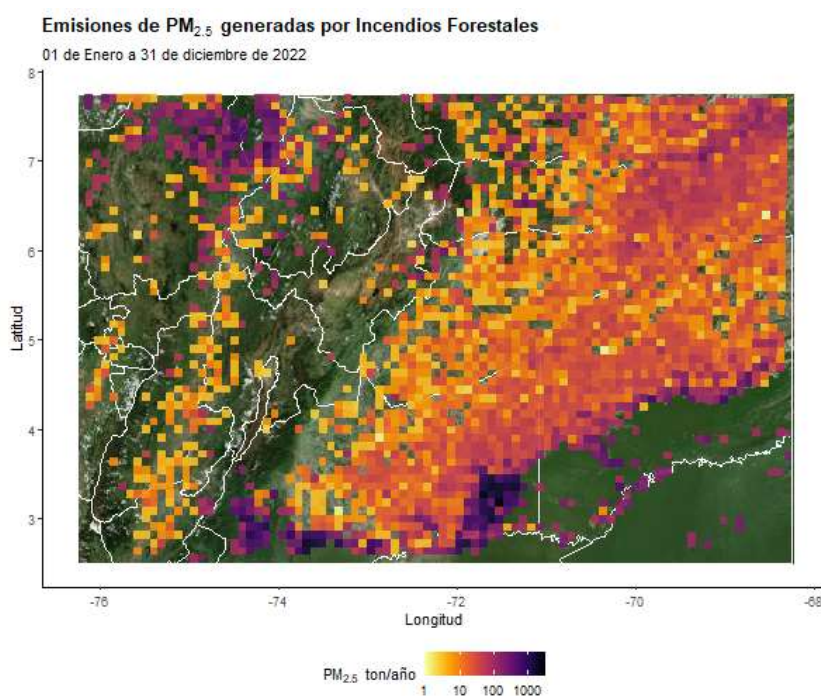 Emisiones de PM2.5 generadas por Incendios Forestales
01 de Enero a 31 de diciembre de 2022
8
7
6
5
4
3
Latitud
-76 -74 -72 -70 -68
Longitud
PM2.5 ton/año
1 10 100 1000